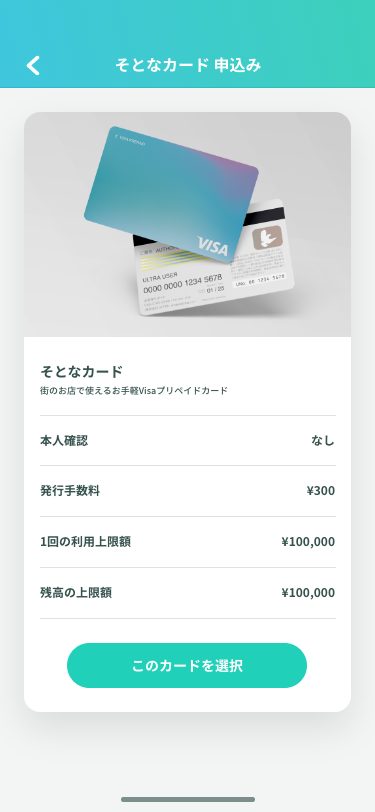 そとなカード 申込み
VISA
ULTRA USER
0000 0000 1234 5678
01 / 25
そとなカード
街のお店で使えるお手軽Visaプリペイドカード
本人確認 なし
発行手数料 ¥300
1回の利用上限額 ¥100,000
残高の上限額 ¥100,000
このカードを選択